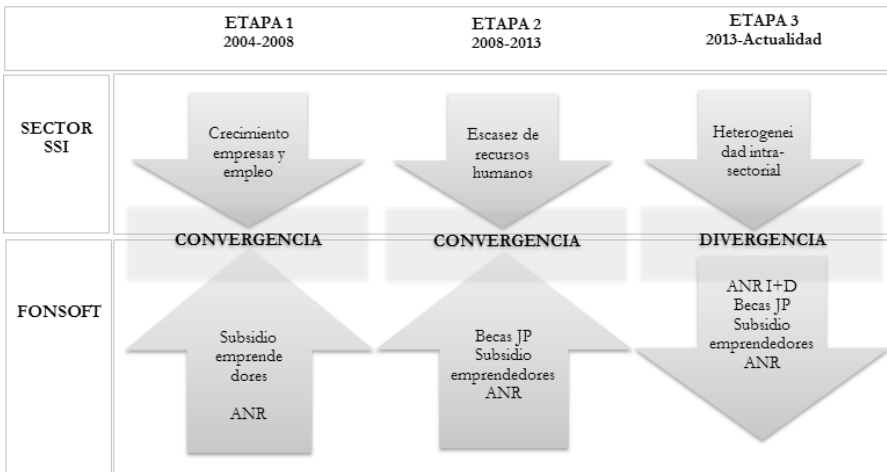 ETAPA 1
2004-2008
ETAPA 2
2008-2013
ETAPA 3
2013-Actualidad
SECTOR
SSI
Crecimiento
empresas y
empleo
Escasez de
recursos
humanos
Heterogenei
dad intra-
sectorial
CONVERGENCIA
CONVERGENCIA
DIVERGENCIA
FONSOFT
Subsidio
emprende
dores
ANR
Becas JP
Subsidio
emprendedores
ANR
ANR I+D
Becas JP
Subsidio
emprendedores
ANR